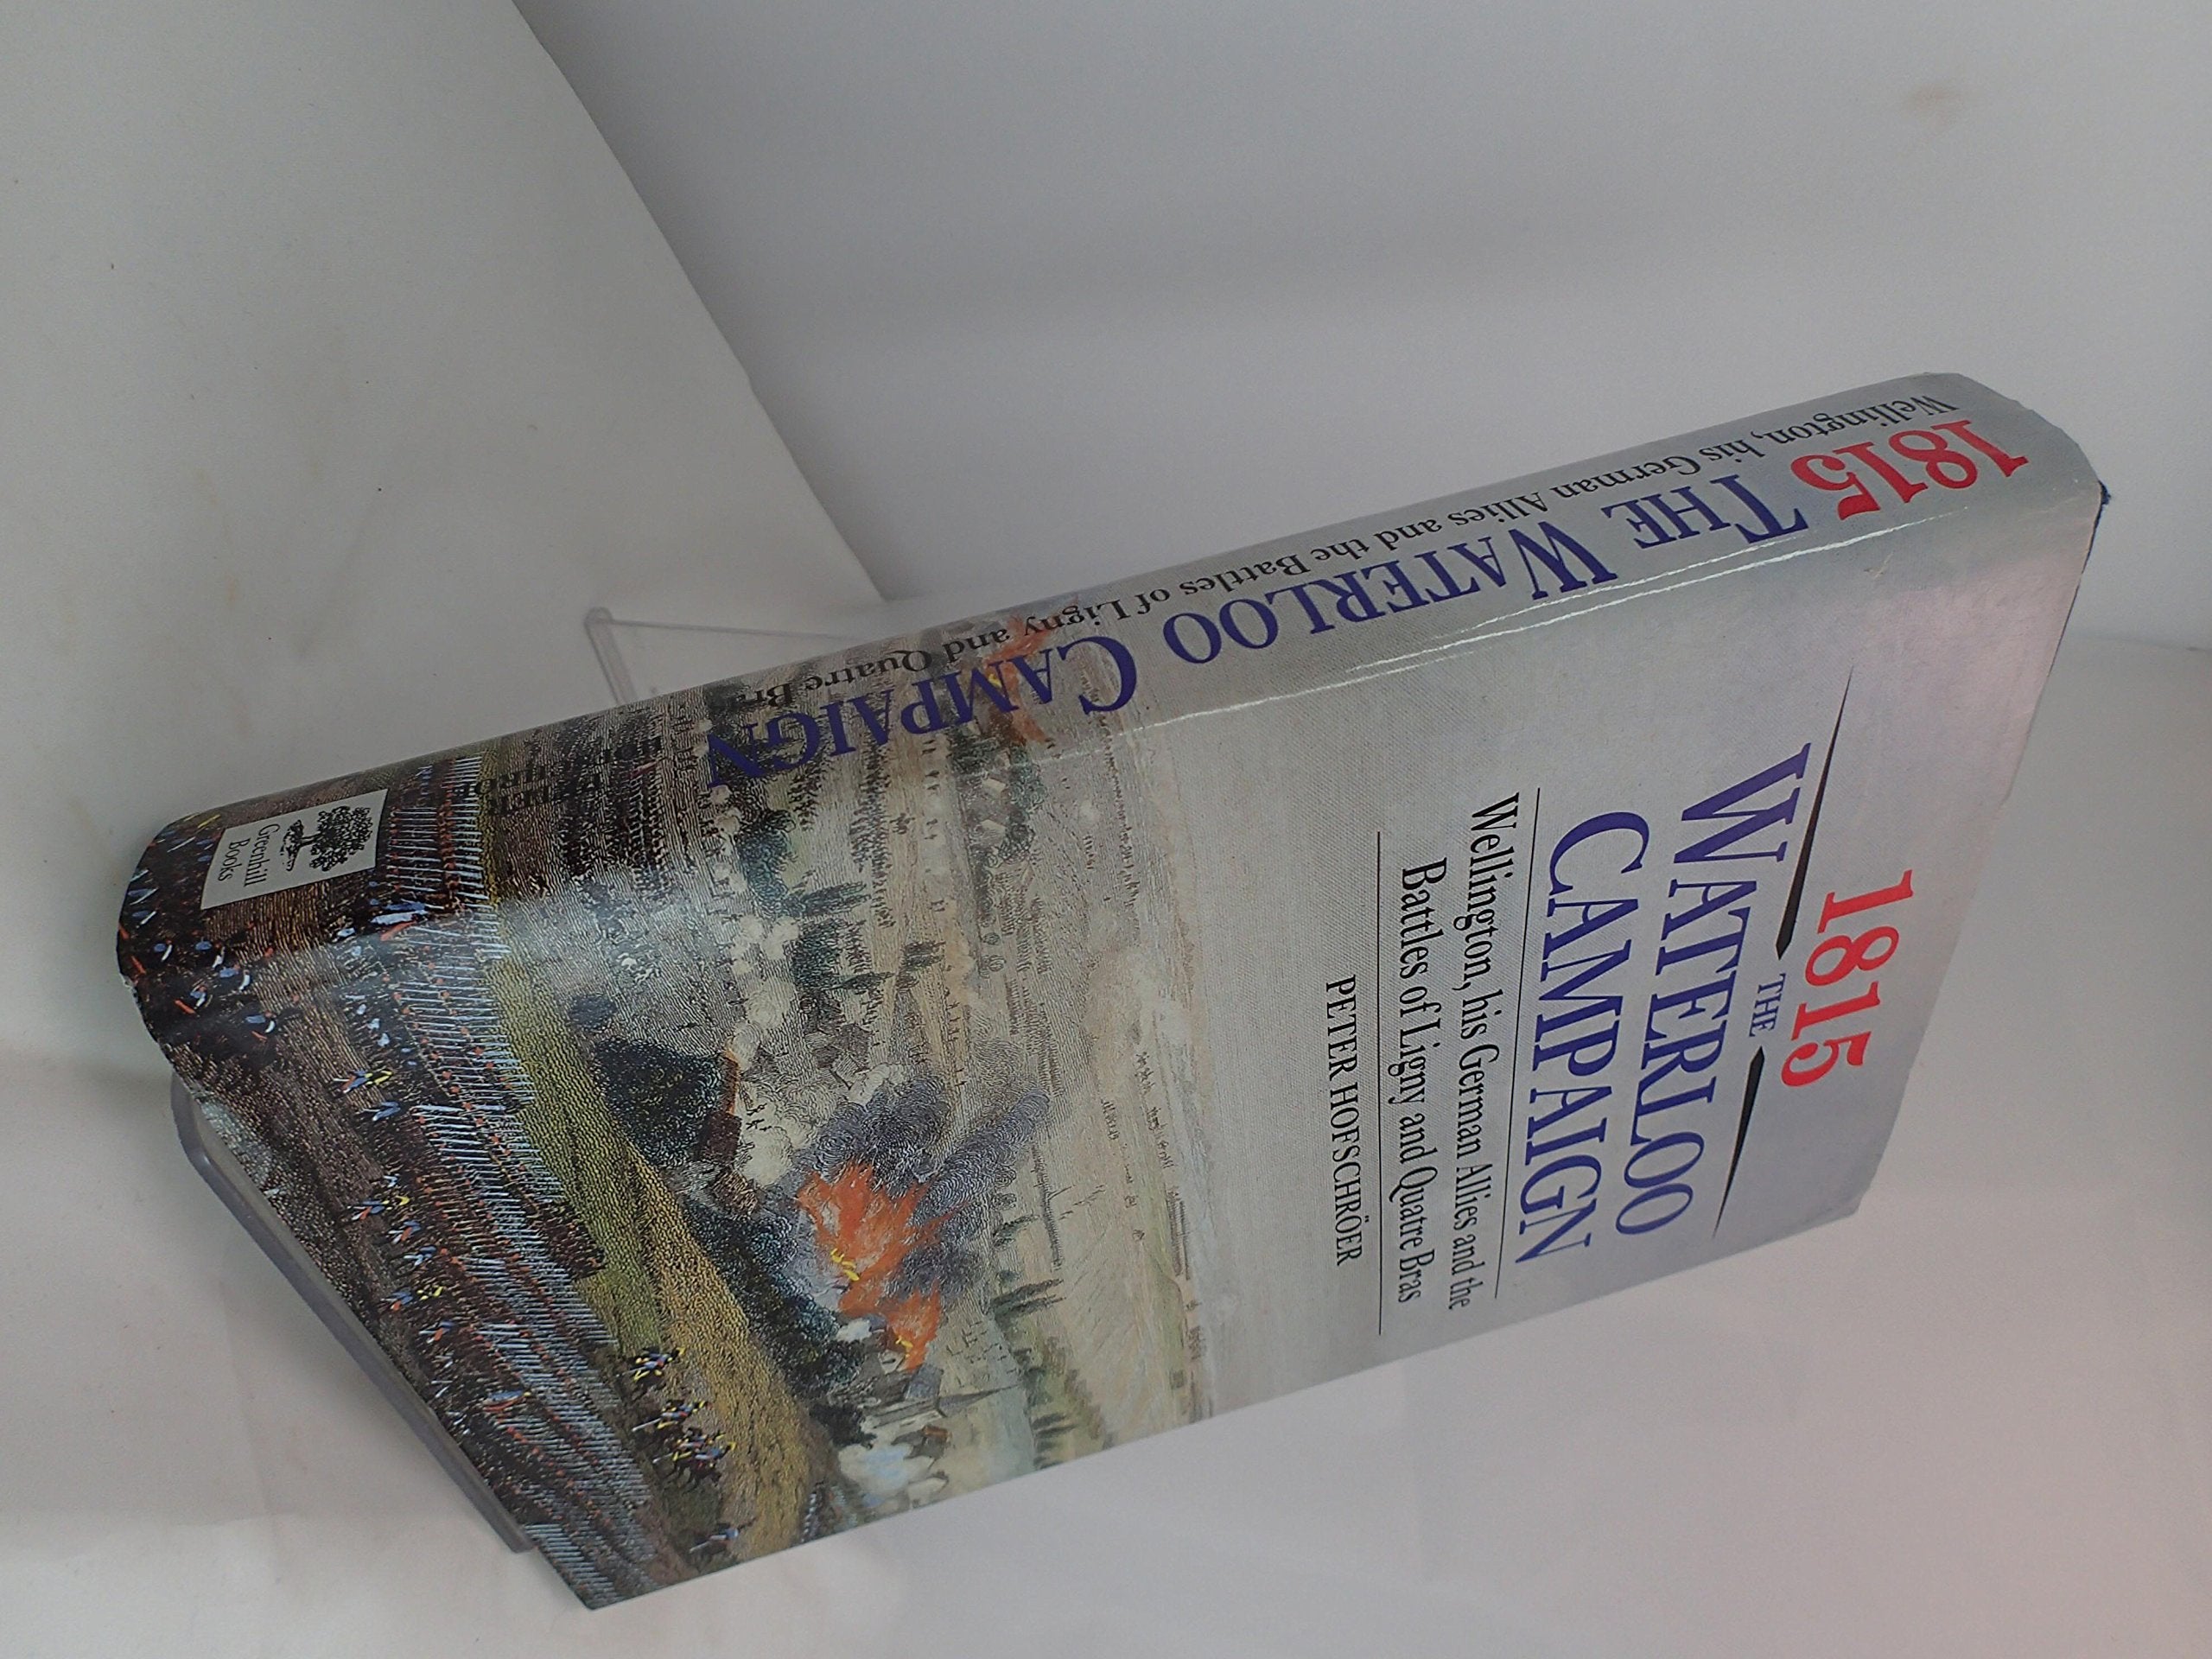 1815
THE
WATERLOO
CAMPAIGN
Wellington, his German Allies and the
Battles of Ligny and Quatre Bras
PETER HOFSCHRÖER
1815 THE WATERLOO CAMPAIGN
Wellington, his German Allies and the Battles of Ligny and Quatre Bras
PETER
Greenhill
Books